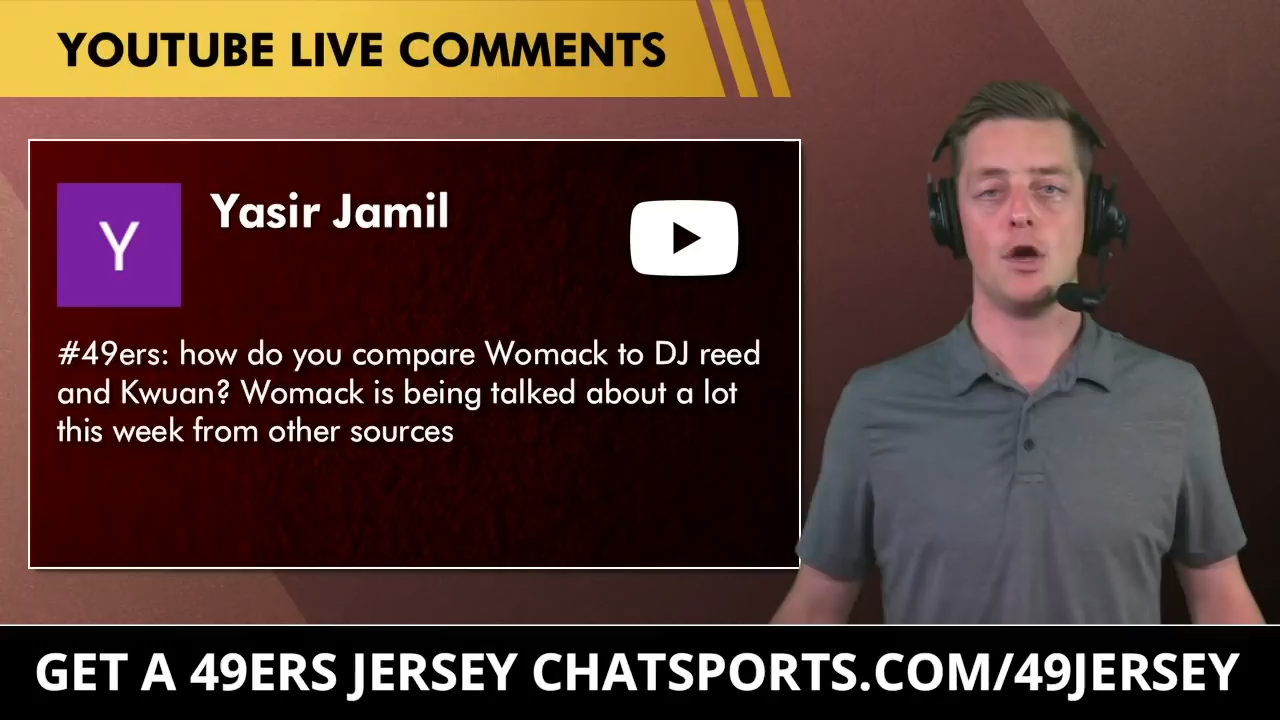 YOUTUBE LIVE COMMENTS
Y
Yasir Jamil
#49ers: how do you compare Womack to DJ reed
and Kwuan? Womack is being talked about a lot
this week from other sources
GET A 49ERS JERSEY CHATSPORTS.COM/49JERSEY